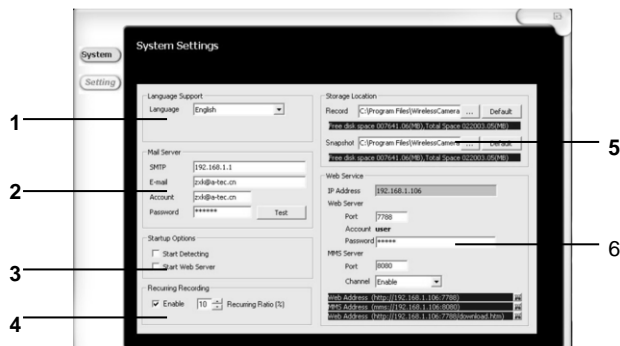 System Settings
System
Setting
Language Support
Language English
1
Mail Server
SMTP 192.168.1.1
E-mail zxk@a-tec.cn
Account zxk@a-tec.cn
Password ****** Test
2
Startup Options
Start Detecting
Start Web Server
3
Recuring Recording
Enable 10 Recuring Ratio (%)
4
Storage Location
Record C:\Program Files\WirelessCamera ... Default
Free disk space 007641.06(MB),Total Space 022003.05(MB)
Snapshot C:\Program Files\WirelessCamera ... Default
Free disk space 007641.06(MB),Total Space 022003.05(MB)
5
Web Service
IP Address 192.168.1.106
Web Server
Port 7788
Account user
Password *****
6
MMS Server
Port 8080
Channel Enable
Web Address (http://192.168.1.106:7788)
MMS Address (mms://192.168.1.106:8080)
Web Address (http://192.168.1.106:7788/download.htm)